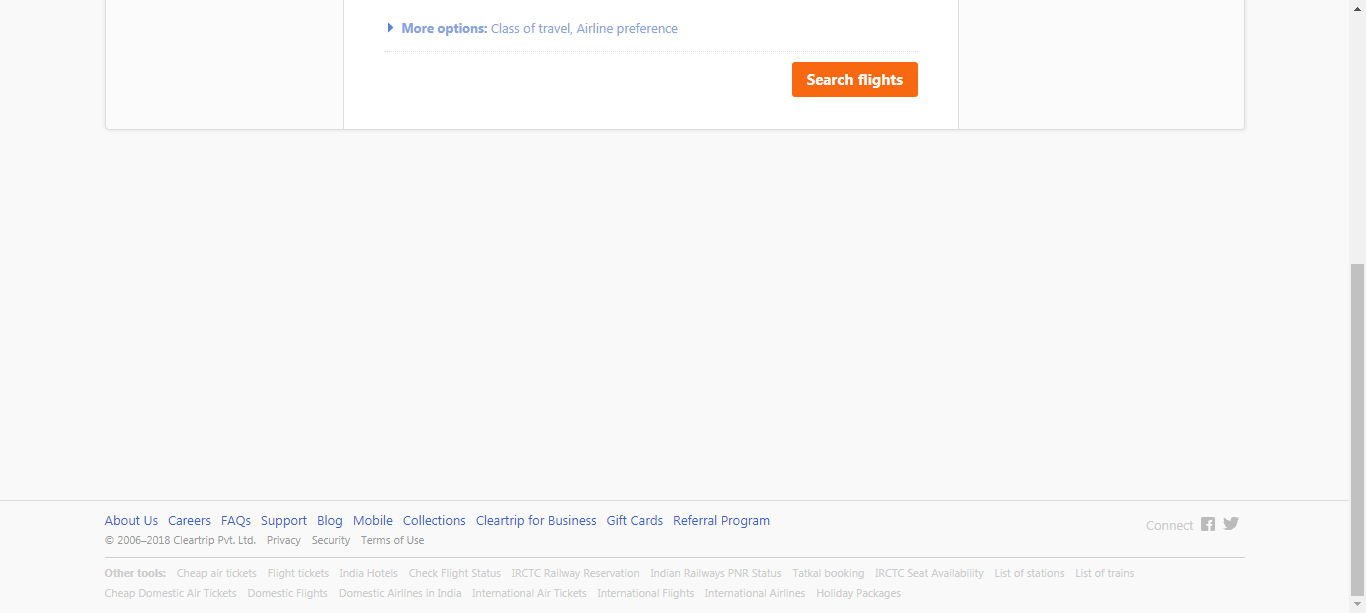 More options: Class of travel, Airline preference
Search flights
About Us Careers FAQs Support Blog Mobile Collections Cleartrip for Business Gift Cards Referral Program
Connect
© 2006–2018 Cleartrip Pvt. Ltd. Privacy Security Terms of Use
Other tools: Cheap air tickets Flight tickets India Hotels Check Flight Status IRCTC Railway Reservation Indian Railways PNR Status Tatkal booking IRCTC Seat Availability List of stations List of trains
Cheap Domestic Air Tickets Domestic Flights Domestic Airlines in India International Air Tickets International Flights International Airlines Holiday Packages